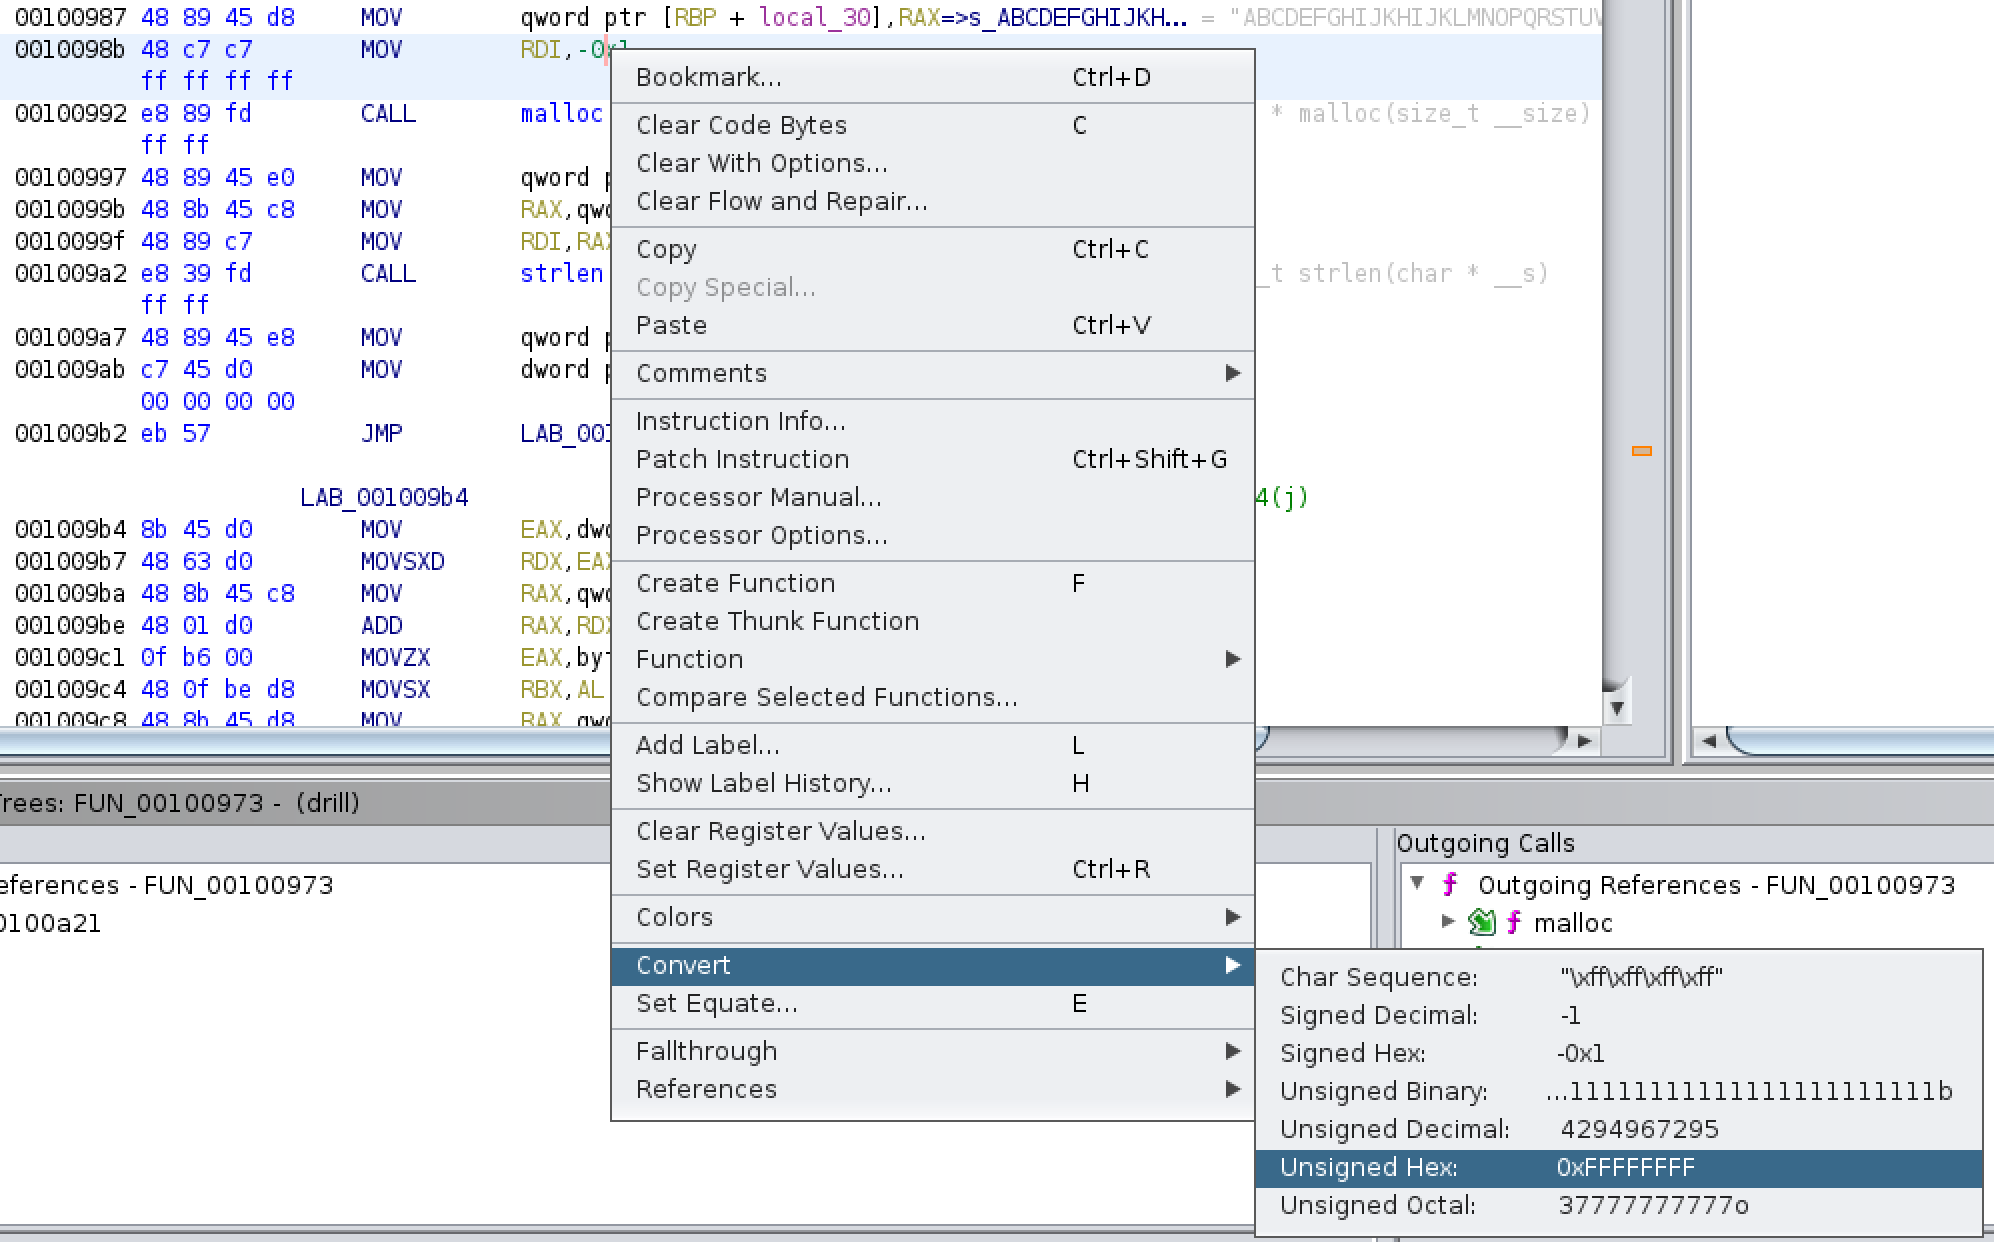 00100987 48 89 45 d8 qword ptr [RBP + local_30],RAX=>s_ABCDEFGHIJKH... = "ABCDEFGHIJKHIJKLMNOPQRSTUV
0010098b 48 c7 c7 MOV RDI,-0x1
ff ff ff ff
00100992 e8 89 fd CALL malloc * malloc(size_t __size)
ff ff
00100997 48 89 45 e0 MOV qword p
0010099b 48 8b 45 c8 MOV RAX,qwo
0010099f 48 89 c7 MOV RDI,RAX
001009a2 e8 39 fd CALL strlen _t strlen(char * __s)
ff ff
001009a7 48 89 45 e8 MOV qword p
001009ab c7 45 d0 MOV dword p
00 00 00 00
001009b2 eb 57 JMP LAB_001
LAB_001009b4 4(j)
001009b4 8b 45 d0 MOV EAX,dwo
001009b7 48 63 d0 MOVSXD RDX,EAX
001009ba 48 8b 45 c8 MOV RAX,qwo
001009be 48 01 d0 ADD RAX,RDX
001009c1 0f b6 00 MOVZX EAX,byt
001009c4 48 0f be d8 MOVSX RBX,AL
001009c8 48 8b 45 d8 MOV RAX,qwo
Bookmark... Ctrl+D
Clear Code Bytes C
Clear With Options...
Clear Flow and Repair...
Copy Ctrl+C
Copy Special...
Paste Ctrl+V
Comments
Instruction Info...
Patch Instruction Ctrl+Shift+G
Processor Manual...
Processor Options...
Create Function F
Create Thunk Function
Function
Compare Selected Functions...
Add Label... L
Show Label History... H
Clear Register Values...
Set Register Values... Ctrl+R
Colors
Convert
Set Equate... E
Fallthrough
References
Char Sequence: "\xff\xff\xff\xff"
Signed Decimal: -1
Signed Hex: -0x1
Unsigned Binary: ...11111111111111111111111111b
Unsigned Decimal: 4294967295
Unsigned Hex: 0xFFFFFFFF
Unsigned Octal: 37777777777o
Trees: FUN_00100973 - (drill)
eferences - FUN_00100973
0100a21
Outgoing Calls
Outgoing References - FUN_00100973
f malloc